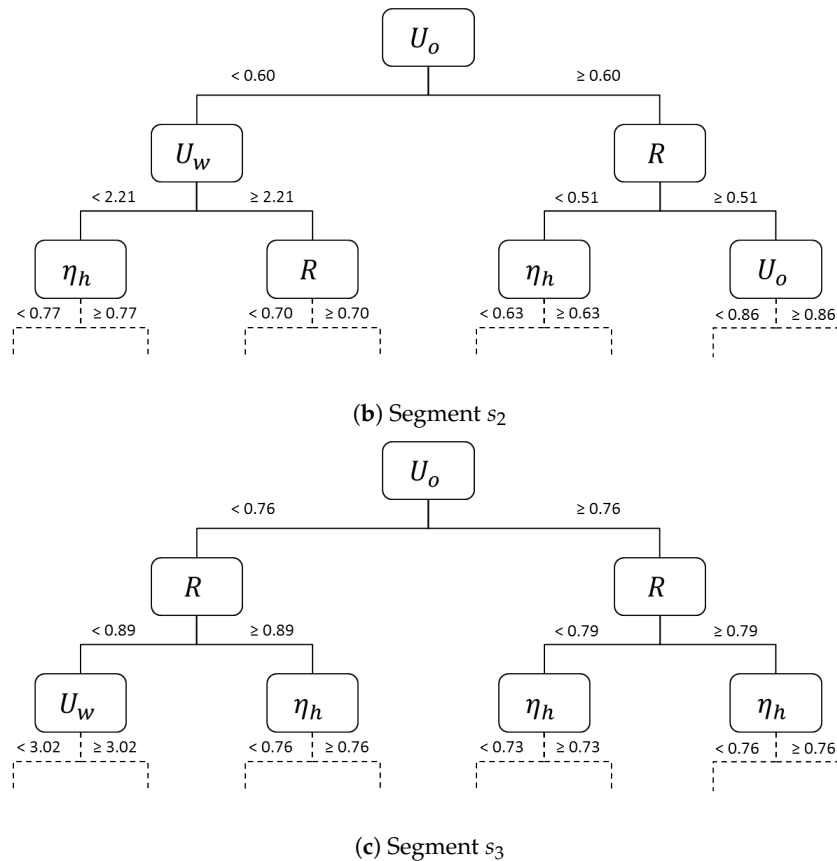 U_o
< 0.60 ≥ 0.60
U_w R
< 2.21 ≥ 2.21 < 0.51 ≥ 0.51
η_h R η_h U_o
< 0.77 ≥ 0.77 < 0.70 ≥ 0.70 < 0.63 ≥ 0.63 < 0.86 ≥ 0.86
(b) Segment s_2
U_o
< 0.76 ≥ 0.76
R R
< 0.89 ≥ 0.89 < 0.79 ≥ 0.79
U_w η_h η_h η_h
< 3.02 ≥ 3.02 < 0.76 ≥ 0.76 < 0.73 ≥ 0.73 < 0.76 ≥ 0.76
(c) Segment s_3